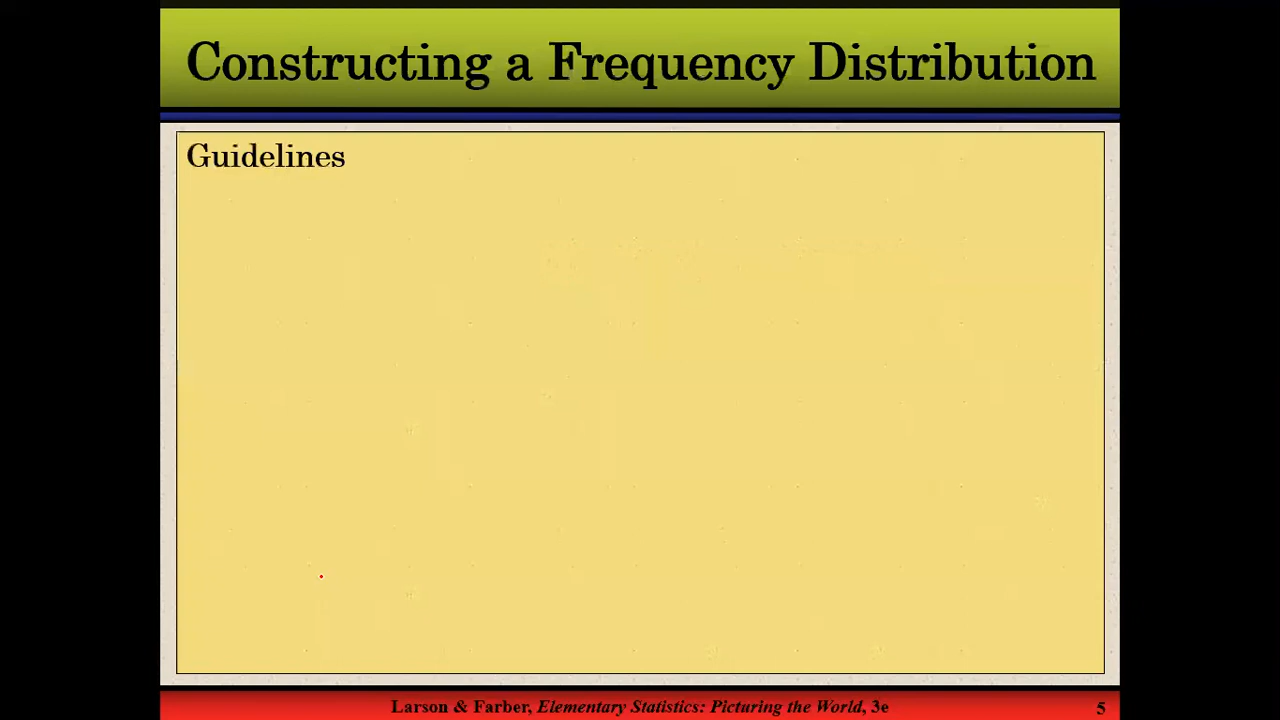 Constructing a Frequency Distribution
Guidelines
Larson & Farber, Elementary Statistics: Picturing the World, 3e
5